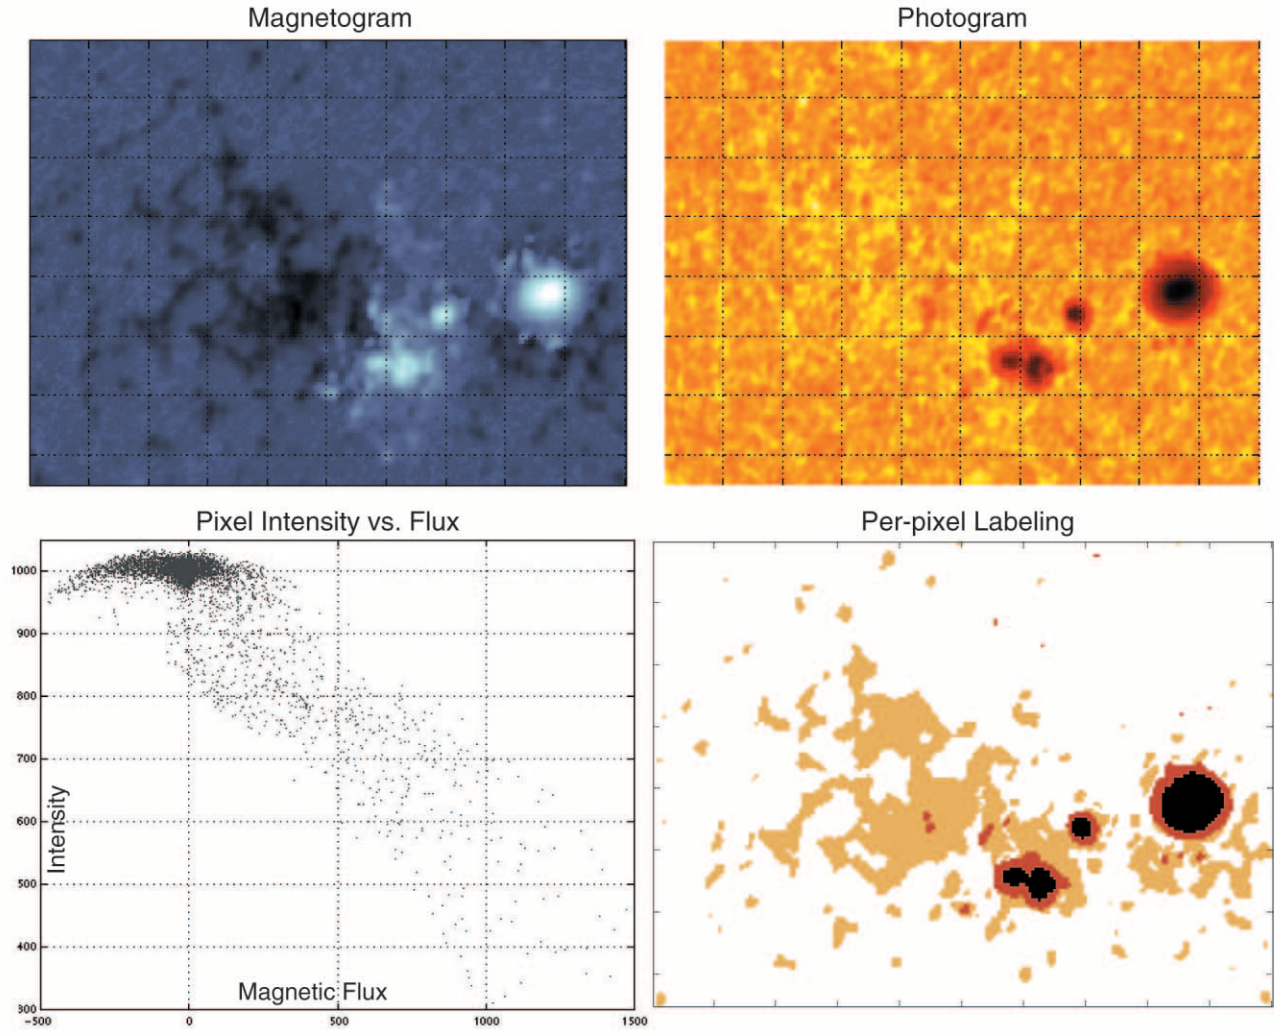 Magnetogram
Photogram
Pixel Intensity vs. Flux
Per-pixel Labeling
1000
900
800
700
600
500
400
300
Intensity
Magnetic Flux
−500
0
500
1000
1500